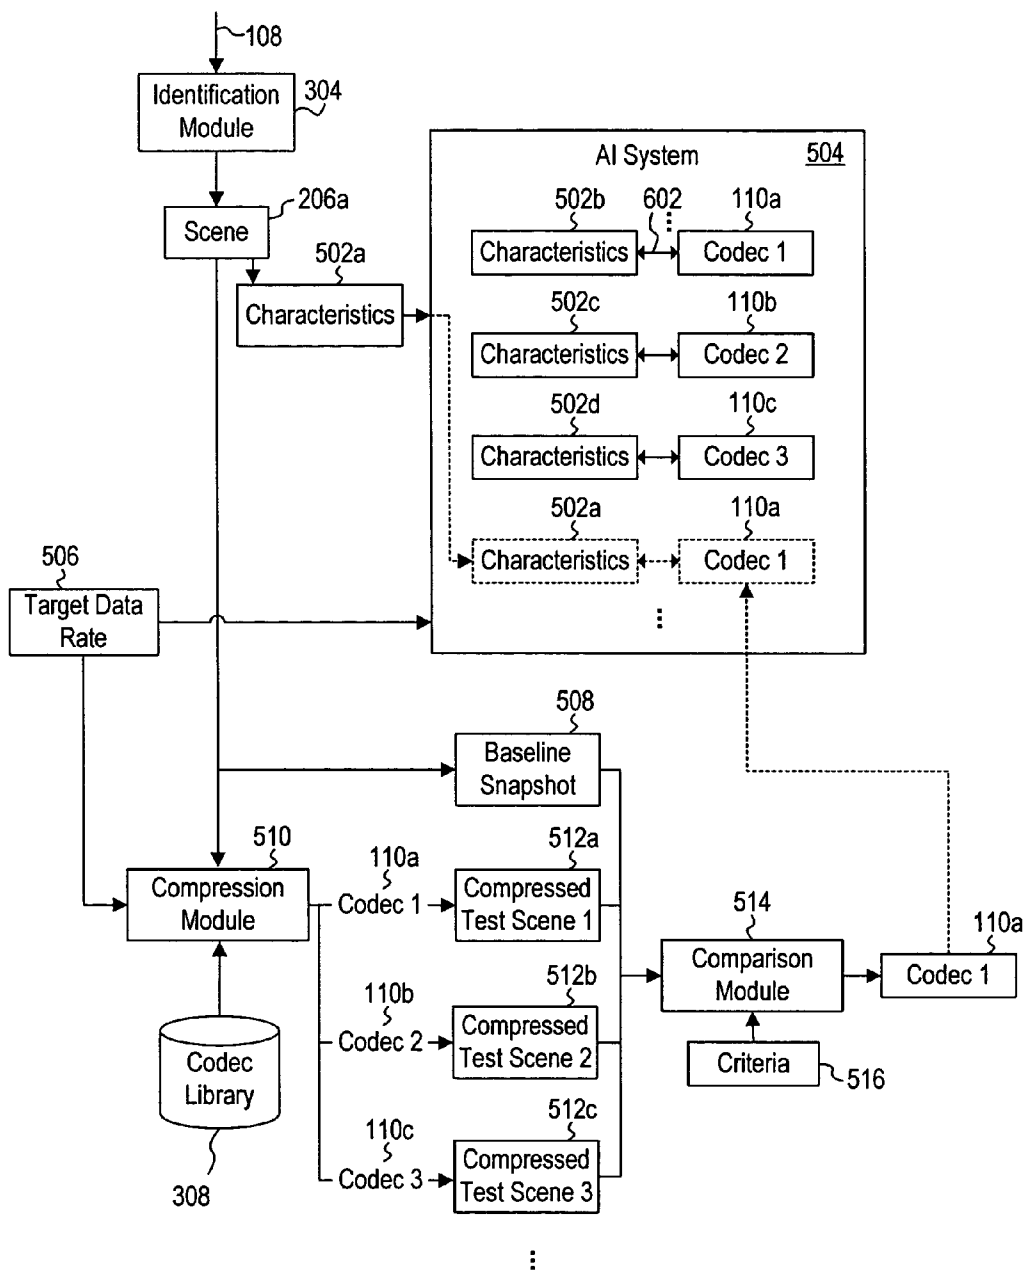 108
Identification
Module
304
AI System
504
206a
Scene
502a
Characteristics
502b
602
110a
Characteristics
Codec 1
502c
110b
Characteristics
Codec 2
502d
110c
Characteristics
Codec 3
502a
110a
Characteristics
Codec 1
506
Target Data
Rate
508
Baseline
Snapshot
510
Compression
Module
110a
Codec 1
512a
Compressed
Test Scene 1
514
Comparison
Module
110a
Codec 1
110b
Codec 2
512b
Compressed
Test Scene 2
Criteria
516
Codec
Library
308
110c
Codec 3
512c
Compressed
Test Scene 3